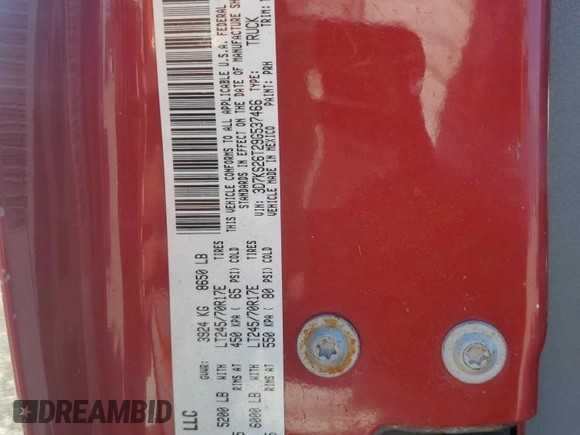 LLC
GVWR: 3924 KG 8650 LB
5200 LB WITH LT245/70R17E TIRES
RIMS AT 450 KPA ( 65 PSI) COLD
6000 LB WITH LT245/70R17E TIRES
RIMS AT 550 KPA ( 80 PSI) COLD
THIS VEHICLE CONFORMS TO ALL APPLICABLE U.S.A. FEDERAL
STANDARDS IN EFFECT ON THE DATE OF MANUFACTURE
VIN: 3D7KS26T29G537466 TYPE: TRUCK
VEHICLE MADE IN MEXICO PAINT: PRH TRIM:
DREAMBID